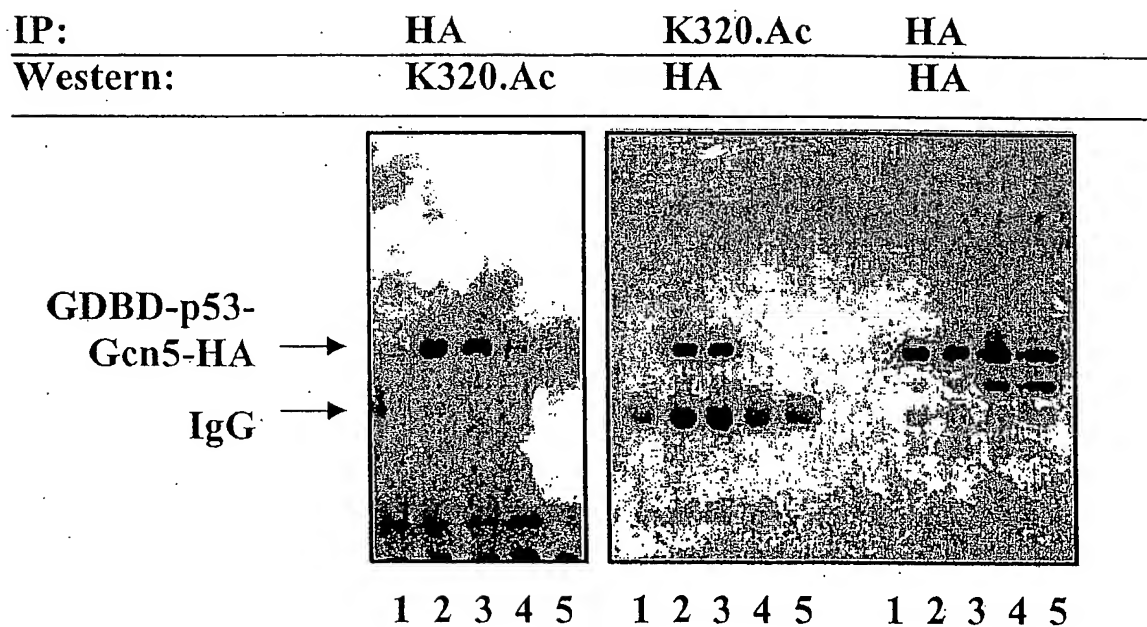 IP: HA K320.Ac HA
Western: K320.Ac HA HA
GDBD-p53-
Gcn5-HA
IgG
1 2 3 4 5 1 2 3 4 5 1 2 3 4 5